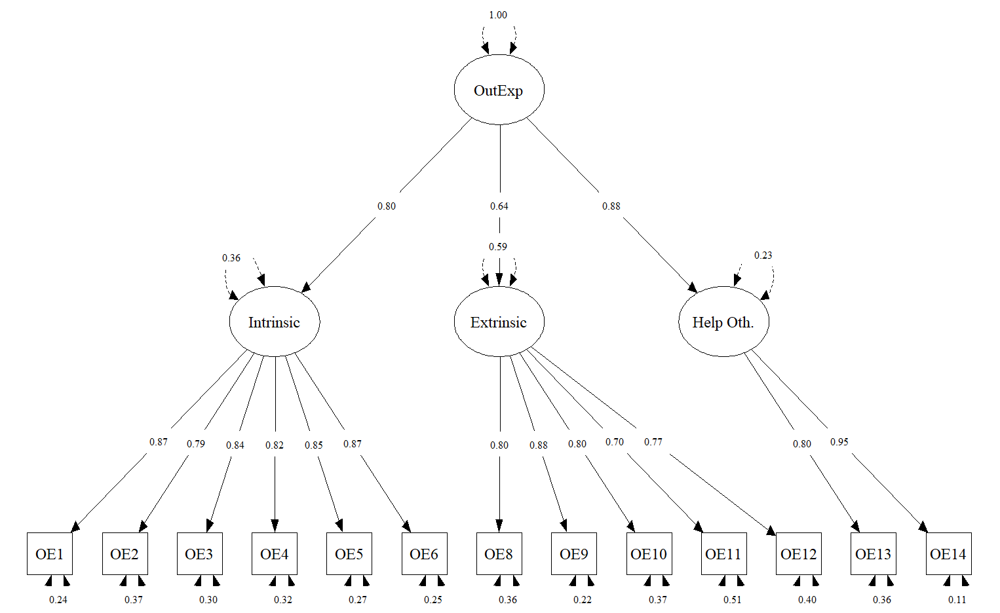 1.00
OutExp
0.80 0.64 0.88
0.36 0.59 0.23
Intrinsic Extrinsic Help Oth.
0.87 0.79 0.84 0.82 0.85 0.87 0.80 0.88 0.80 0.70 0.77 0.80 0.95
OE1 OE2 OE3 OE4 OE5 OE6 OE8 OE9 OE10 OE11 OE12 OE13 OE14
0.24 0.37 0.30 0.32 0.27 0.25 0.36 0.22 0.37 0.51 0.40 0.36 0.11